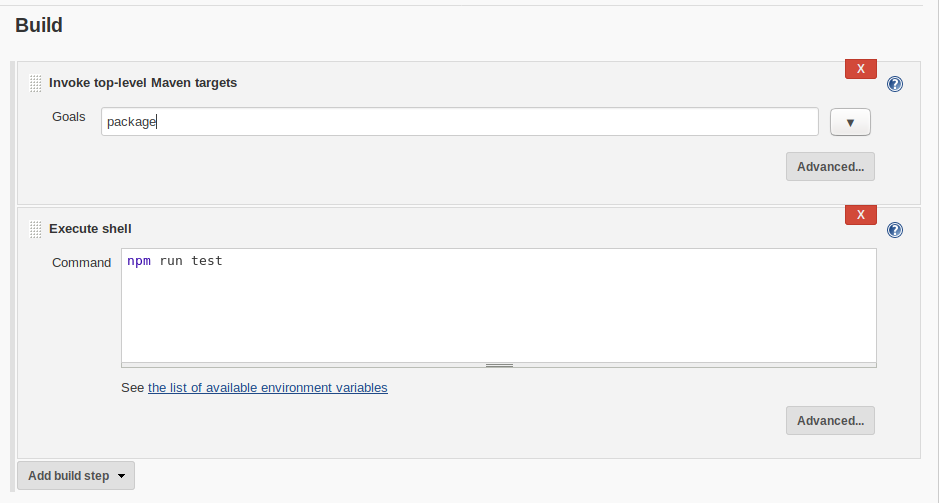 Build
X
Invoke top-level Maven targets
?
Goals
package
Advanced...
X
Execute shell
?
Command
npm run test
See the list of available environment variables
Advanced...
Add build step